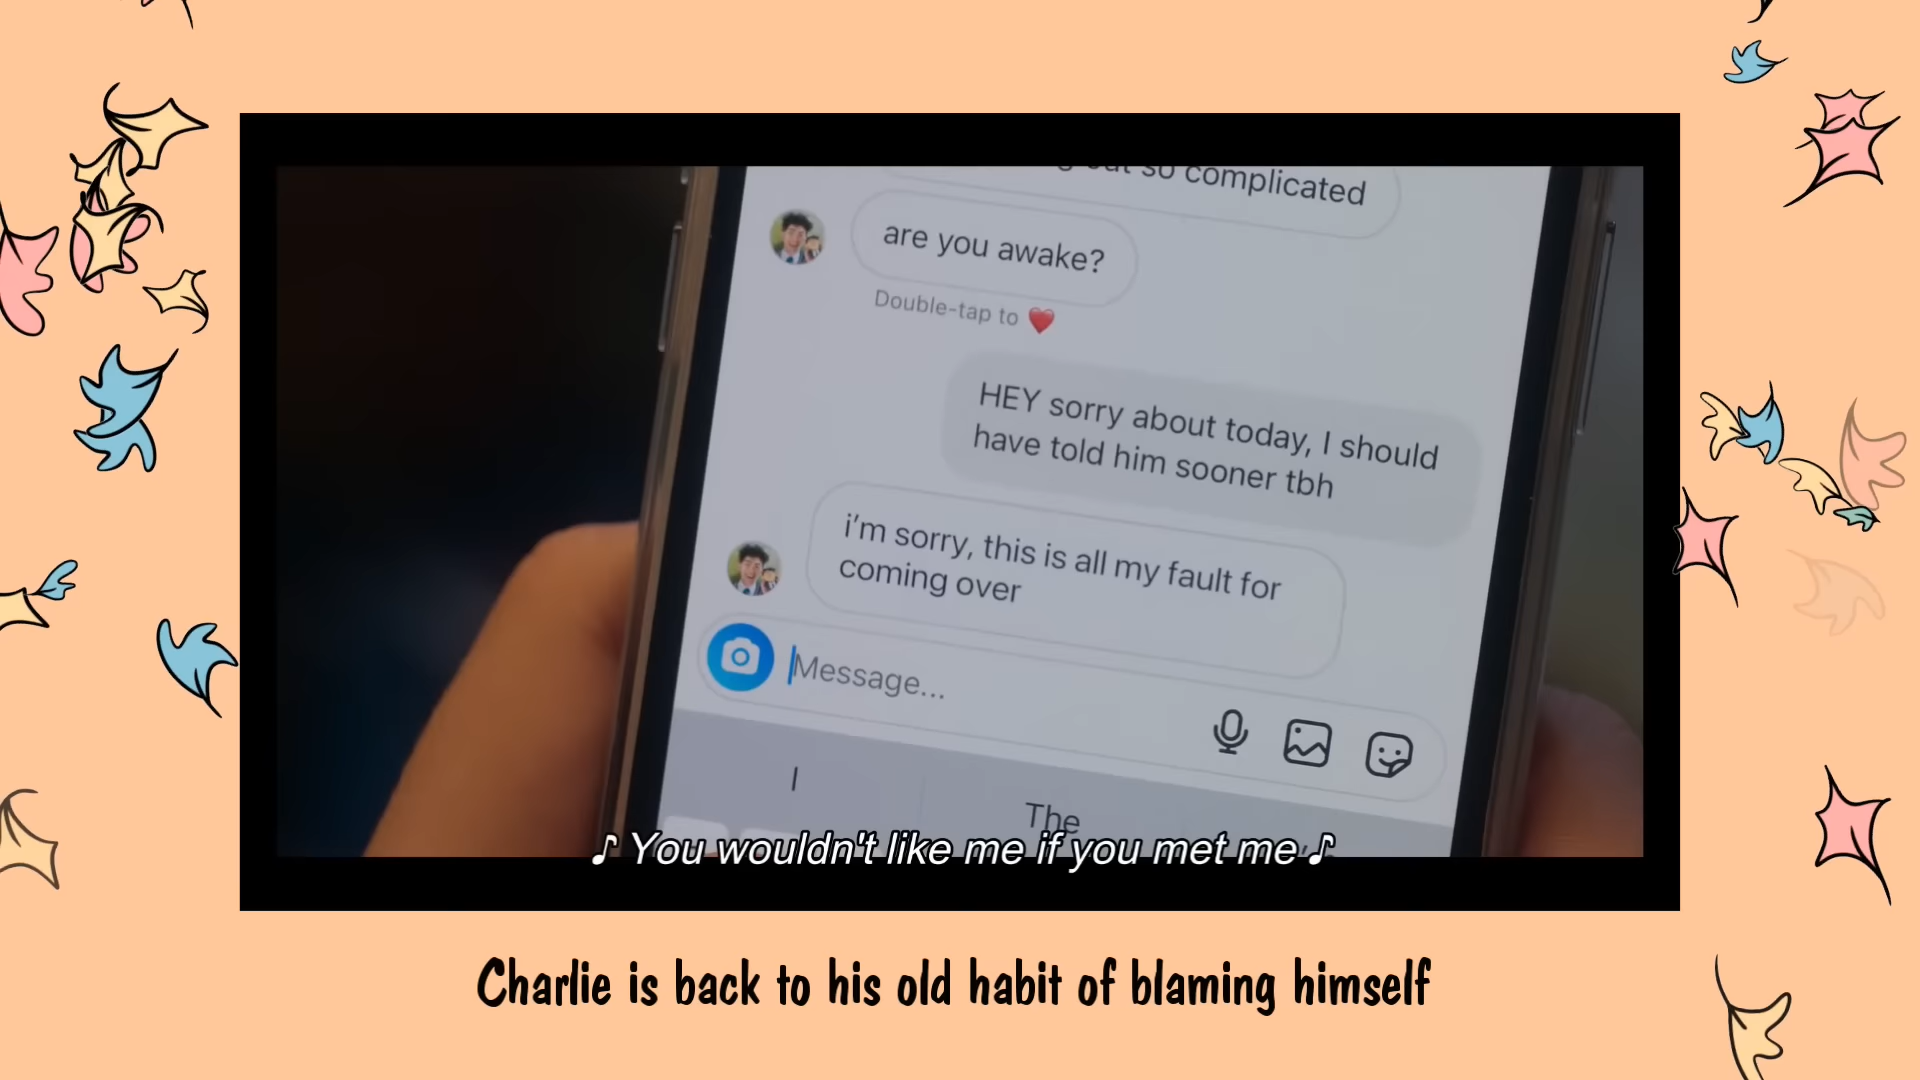 so complicated
are you awake?
Double-tap to ❤️
HEY sorry about today, I should
have told him sooner tbh
i'm sorry, this is all my fault for
coming over
Message...
I
The
♪ You wouldn't like me if you met me ♪
Charlie is back to his old habit of blaming himself